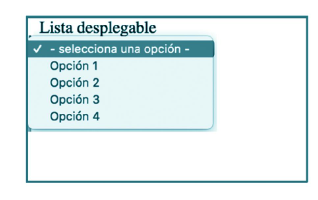 Lista desplegable
✓ - selecciona una opción -
Opción 1
Opción 2
Opción 3
Opción 4